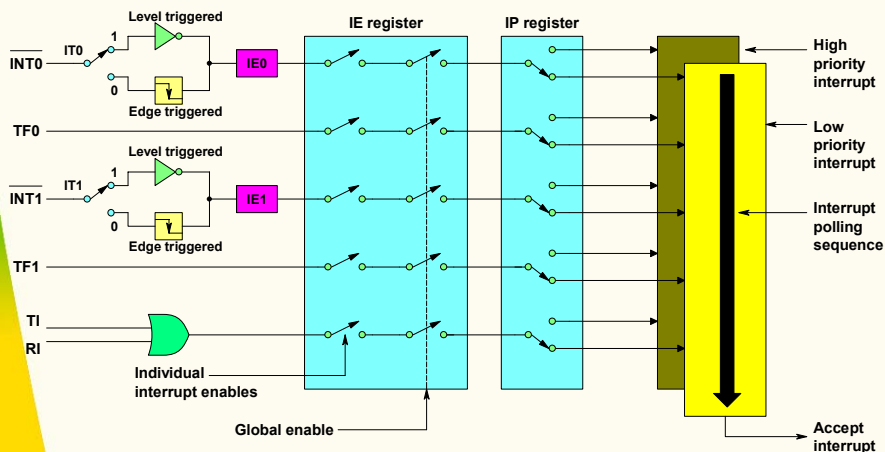 Level triggered
IE register
IP register
INT0
IT0
1
0
IE0
Edge triggered
High
priority
interrupt
TF0
Low
priority
interrupt
Level triggered
INT1
IT1
1
0
IE1
Edge triggered
Interrupt
polling
sequence
TF1
TI
RI
Individual
interrupt enables
Global enable
Accept
interrupt